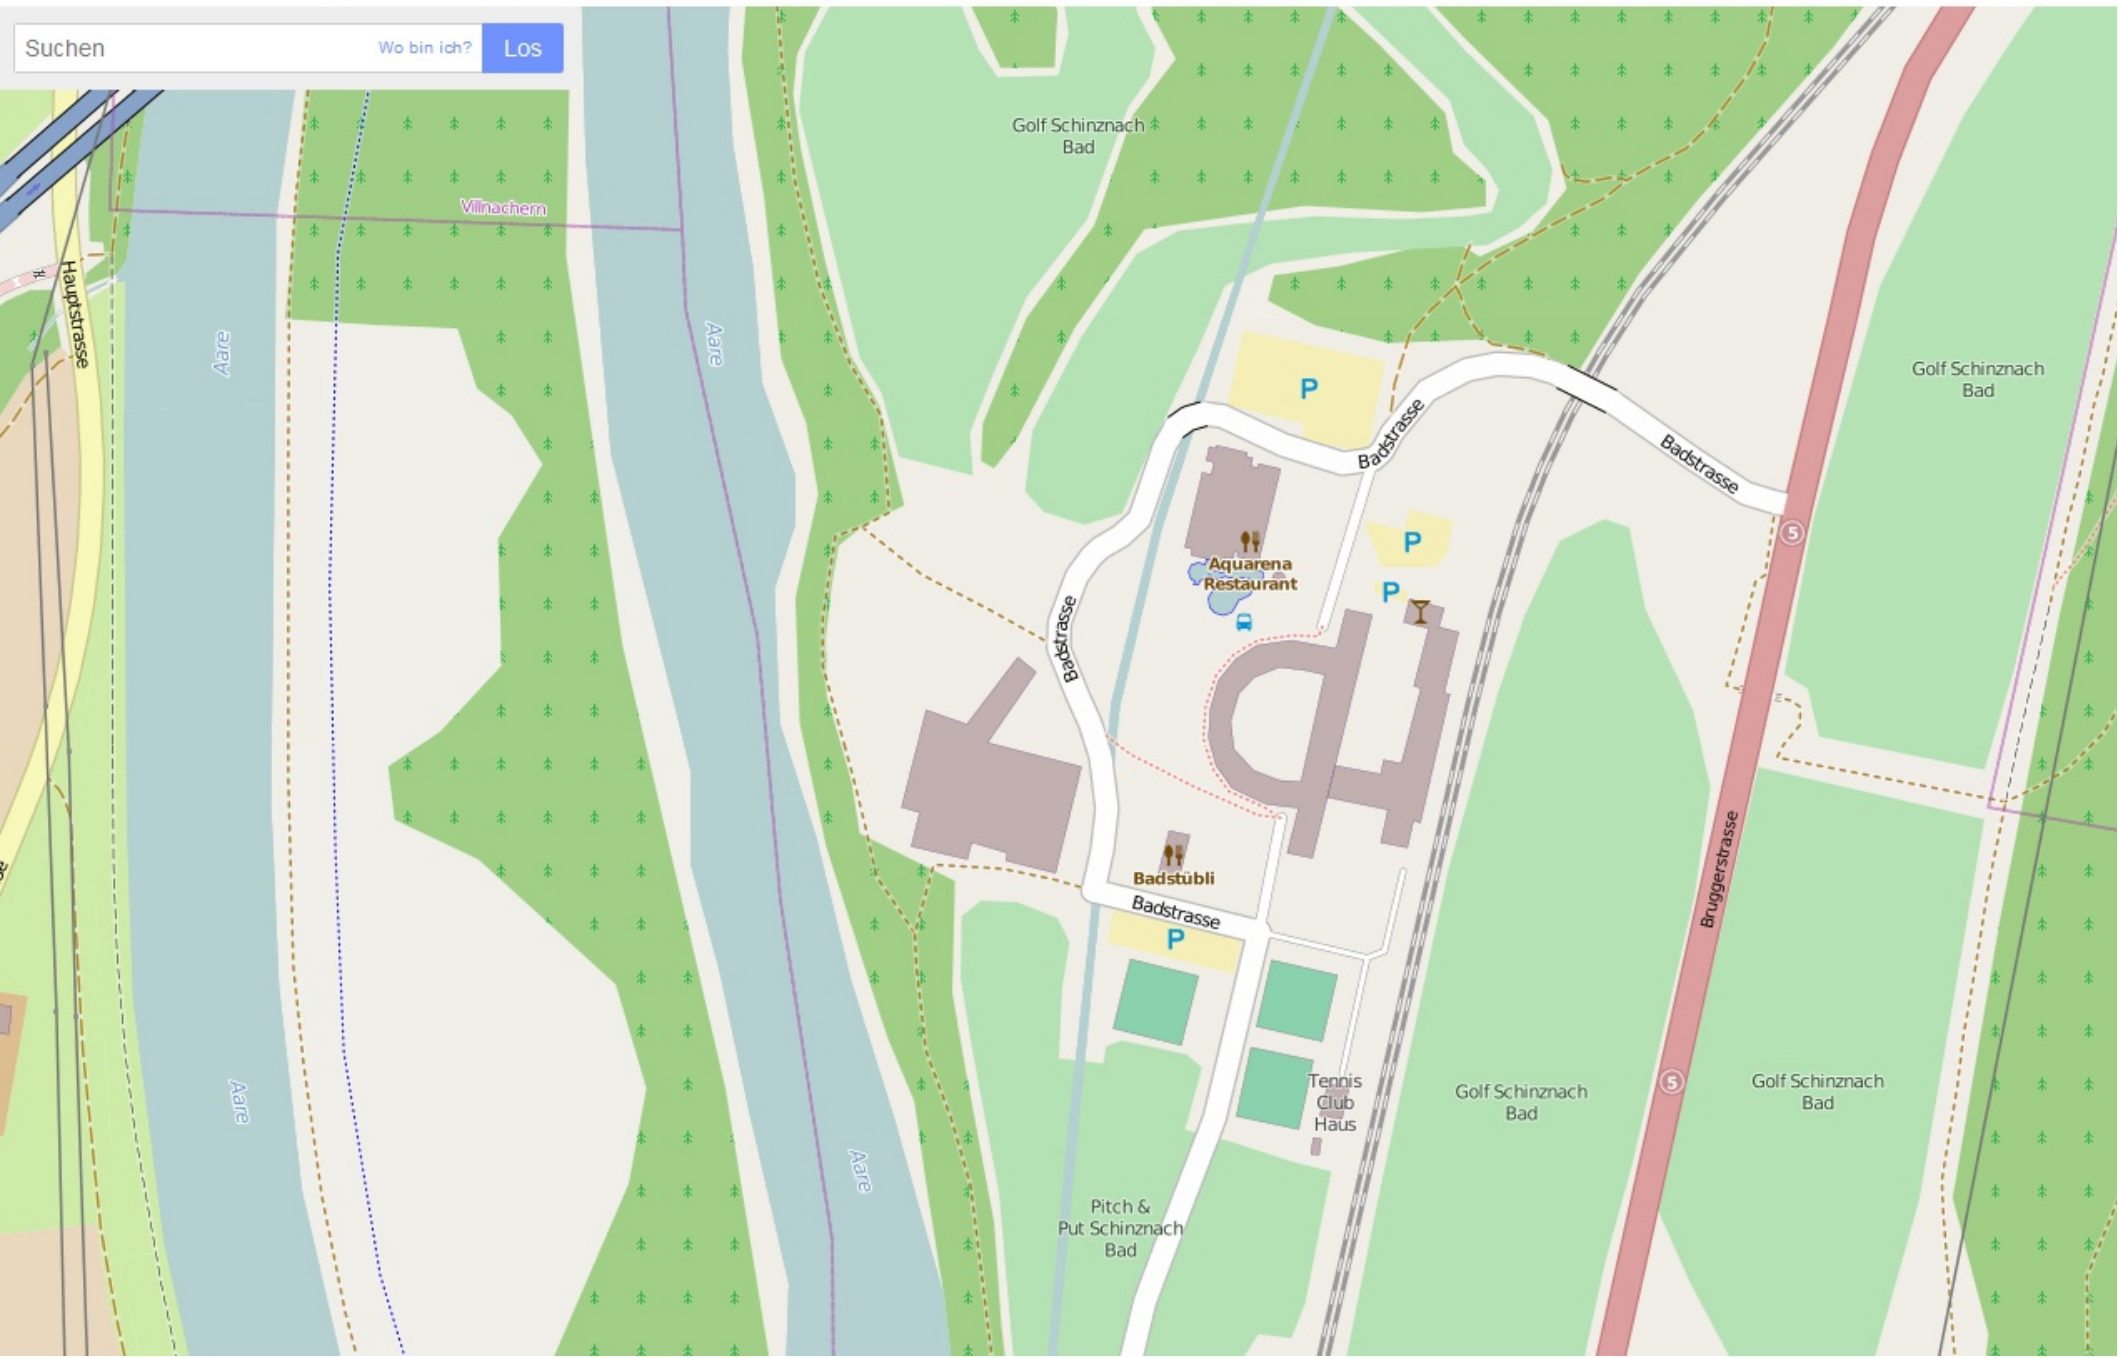 Suchen
Wo bin ich?
Los
Golf Schinznach
Bad
Villnachern
Hauptstrasse
Aare
Aare
Golf Schinznach
Bad
P
Badstrasse
Badstrasse
5
P
Aquarena
Restaurant
P
Badstrasse
Badstübli
Badstrasse
P
Bruggerstrasse
Aare
Aare
Tennis
Club
Haus
5
Golf Schinznach
Bad
Golf Schinznach
Bad
Pitch &
Put Schinznach
Bad